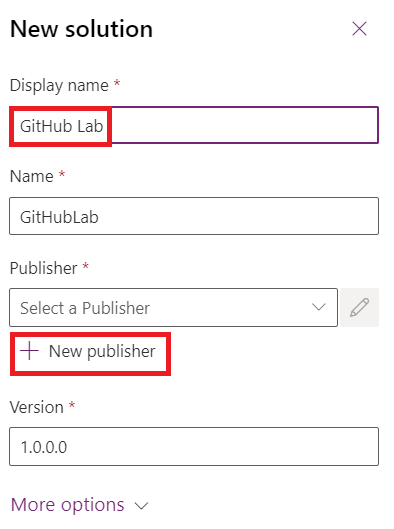 New solution
Display name *
GitHub Lab
Name *
GitHubLab
Publisher *
Select a Publisher
New publisher
Version *
1.0.0.0
More options